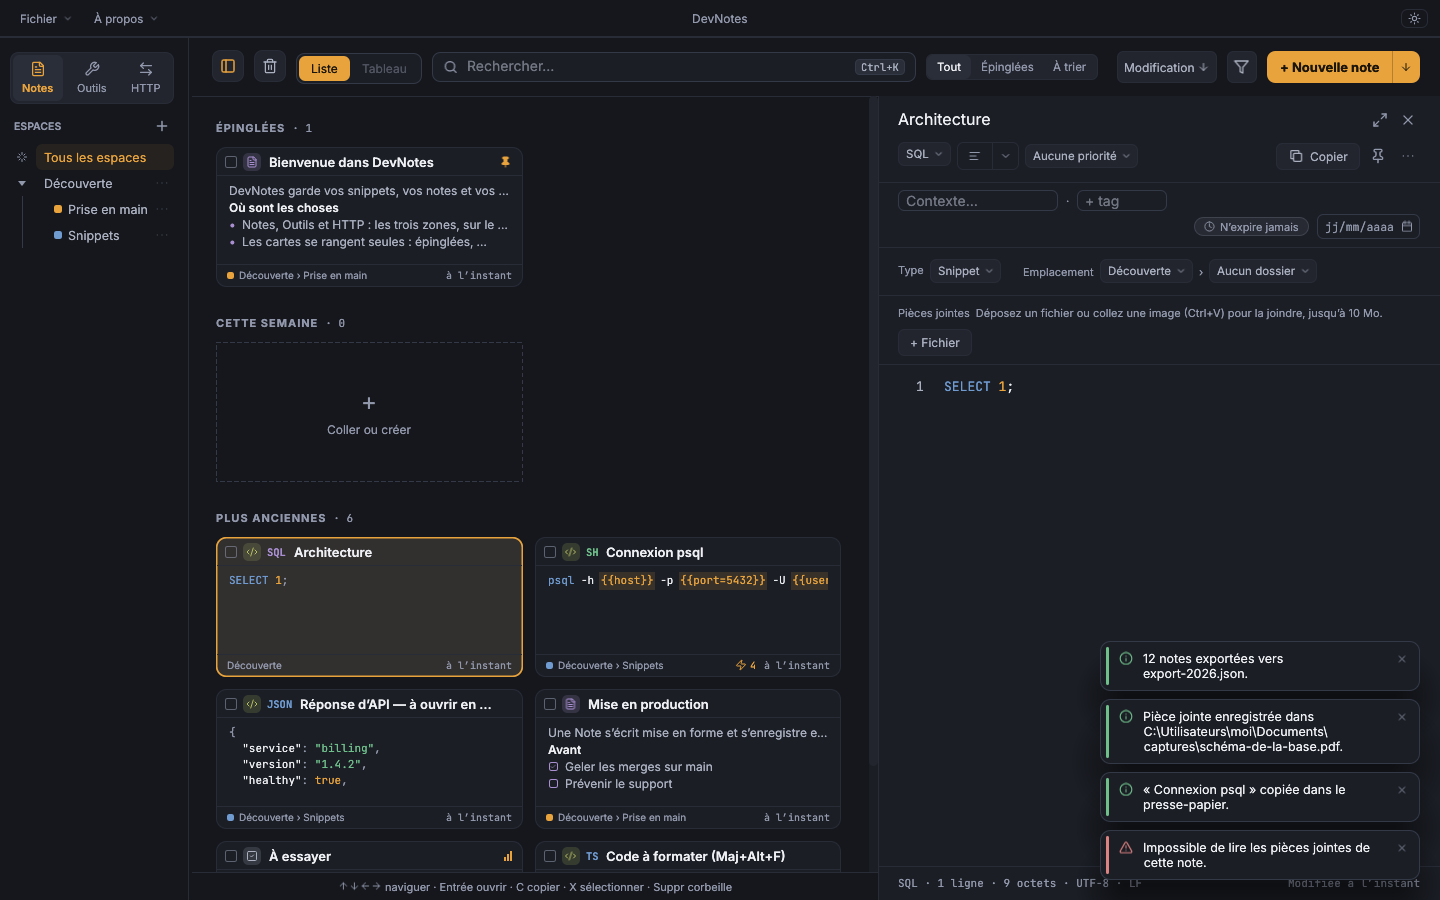 Fichier
À propos
DevNotes
Notes
Outils
HTTP
ESPACES
Tous les espaces
Découverte
Prise en main
Snippets
Liste
Tableau
Rechercher...
Ctrl+K
Tout
Épinglées
À trier
Modification ↓
+ Nouvelle note
↓
ÉPINGLÉES · 1
Bienvenue dans DevNotes
DevNotes garde vos snippets, vos notes et vos ...
Où sont les choses
• Notes, Outils et HTTP : les trois zones, sur le ...
• Les cartes se rangent seules : épinglées, ...
Découverte › Prise en main
à l’instant
CETTE SEMAINE · 0
+
Coller ou créer
PLUS ANCIENNES · 6
SQL Architecture
SELECT 1;
Découverte
à l’instant
SH Connexion psql
psql -h {{host}} -p {{port=5432}} -U {{user
Découverte › Snippets
4 à l’instant
JSON Réponse d’API — à ouvrir en ...
{
"service": "billing",
"version": "1.4.2",
"healthy": true,
Découverte › Snippets
à l’instant
Mise en production
Une Note s’écrit mise en forme et s’enregistre e...
Avant
Geler les merges sur main
Prévenir le support
Découverte › Prise en main
à l’instant
À essayer
TS Code à formater (Maj+Alt+F)
↑↓←→ naviguer · Entrée ouvrir · C copier · X sélectionner · Suppr corbeille
Architecture
SQL
Aucune priorité
Copier
Contexte...
·
+ tag
N’expire jamais
jj/mm/aaaa
Type
Snippet
Emplacement
Découverte
›
Aucun dossier
Pièces jointes Déposez un fichier ou collez une image (Ctrl+V) pour la joindre, jusqu’à 10 Mo.
+ Fichier
1 SELECT 1;
12 notes exportées vers
export-2026.json.
Pièce jointe enregistrée dans
C:\Utilisateurs\moi\Documents\
captures\schéma-de-la-base.pdf.
« Connexion psql » copiée dans le
presse-papier.
Impossible de lire les pièces jointes de
cette note.
SQL · 1 ligne · 9 octets · UTF-8 · LF
Modifiée à l’instant